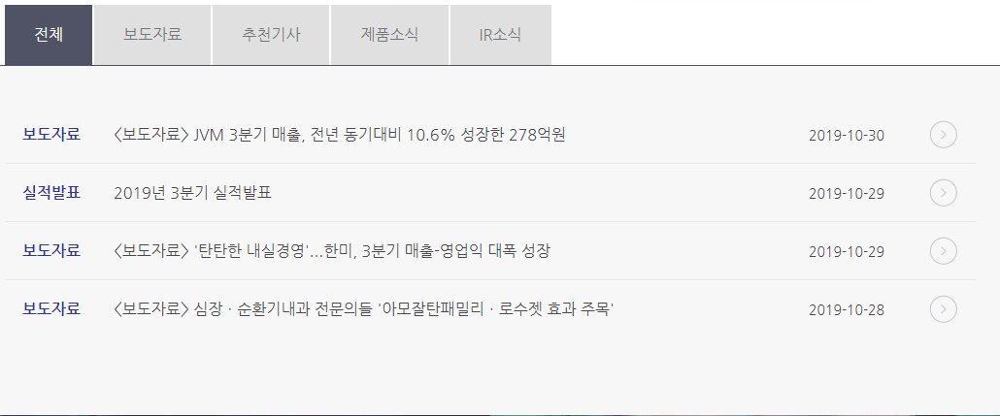 전체 보도자료 추천기사 제품소식 IR소식
보도자료 <보도자료> JVM 3분기 매출, 전년 동기대비 10.6% 성장한 278억원 2019-10-30
실적발표 2019년 3분기 실적발표 2019-10-29
보도자료 <보도자료> '탄탄한 내실경영'...한미, 3분기 매출-영업익 대폭 성장 2019-10-29
보도자료 <보도자료> 심장·순환기내과 전문의들 '아모잘탄패밀리·로수젯 효과 주목' 2019-10-28